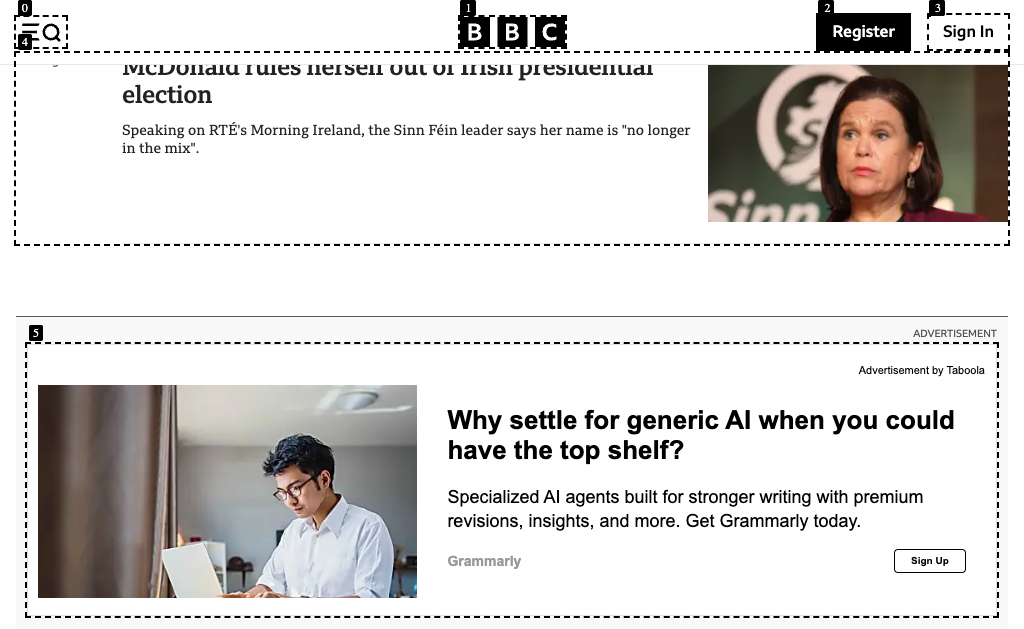 0
1
2
3
4
BBC
Register
Sign In
McDonald rules herself out of Irish presidential
election
Speaking on RTÉ's Morning Ireland, the Sinn Féin leader says her name is "no longer
in the mix".
Sinn
5
ADVERTISEMENT
Advertisement by Taboola
Why settle for generic AI when you could
have the top shelf?
Specialized AI agents built for stronger writing with premium
revisions, insights, and more. Get Grammarly today.
Grammarly
Sign Up